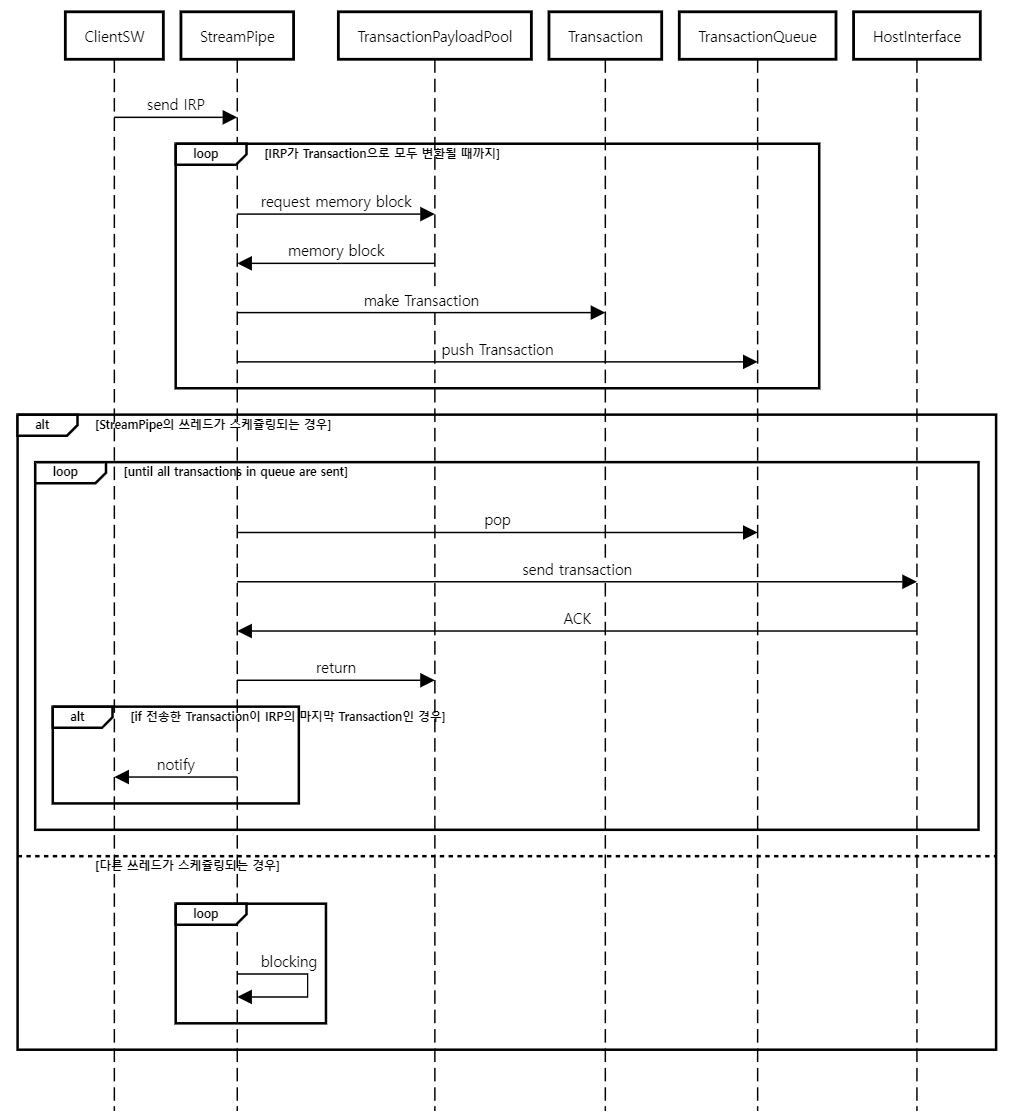 ClientSW
StreamPipe
TransactionPayloadPool
Transaction
TransactionQueue
HostInterface
send IRP
loop
[IRP가 Transaction으로 모두 변환될 때까지]
request memory block
memory block
make Transaction
push Transaction
alt
[StreamPipe의 쓰레드가 스케쥴링되는 경우]
loop
[until all transactions in queue are sent]
pop
send transaction
ACK
return
alt
[if 전송한 Transaction이 IRP의 마지막 Transaction인 경우]
notify
[다른 쓰레드가 스케쥴링되는 경우]
loop
blocking